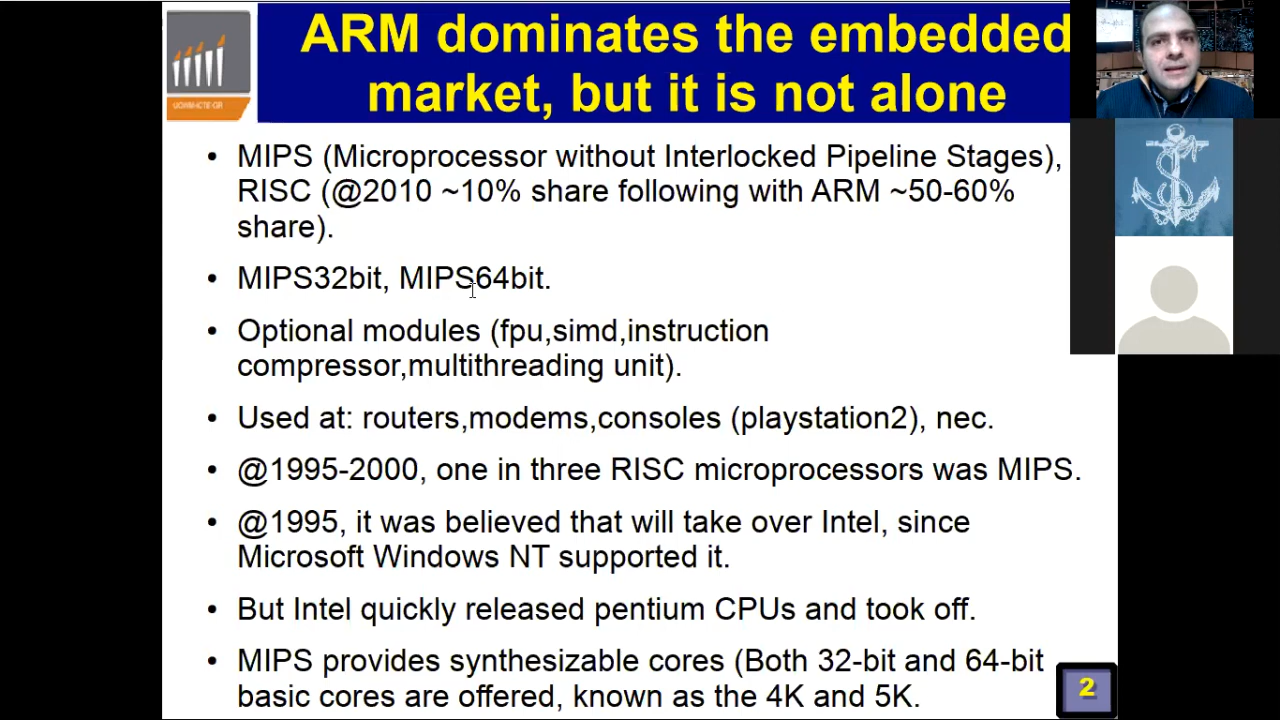 ARM dominates the embedded
market, but it is not alone
• MIPS (Microprocessor without Interlocked Pipeline Stages),
RISC (@2010 ~10% share following with ARM ~50-60%
share).
• MIPS32bit, MIPS64bit.
• Optional modules (fpu,simd,instruction
compressor,multithreading unit).
• Used at: routers,modems,consoles (playstation2), nec.
• @1995-2000, one in three RISC microprocessors was MIPS.
• @1995, it was believed that will take over Intel, since
Microsoft Windows NT supported it.
• But Intel quickly released pentium CPUs and took off.
• MIPS provides synthesizable cores (Both 32-bit and 64-bit
basic cores are offered, known as the 4K and 5K.
2